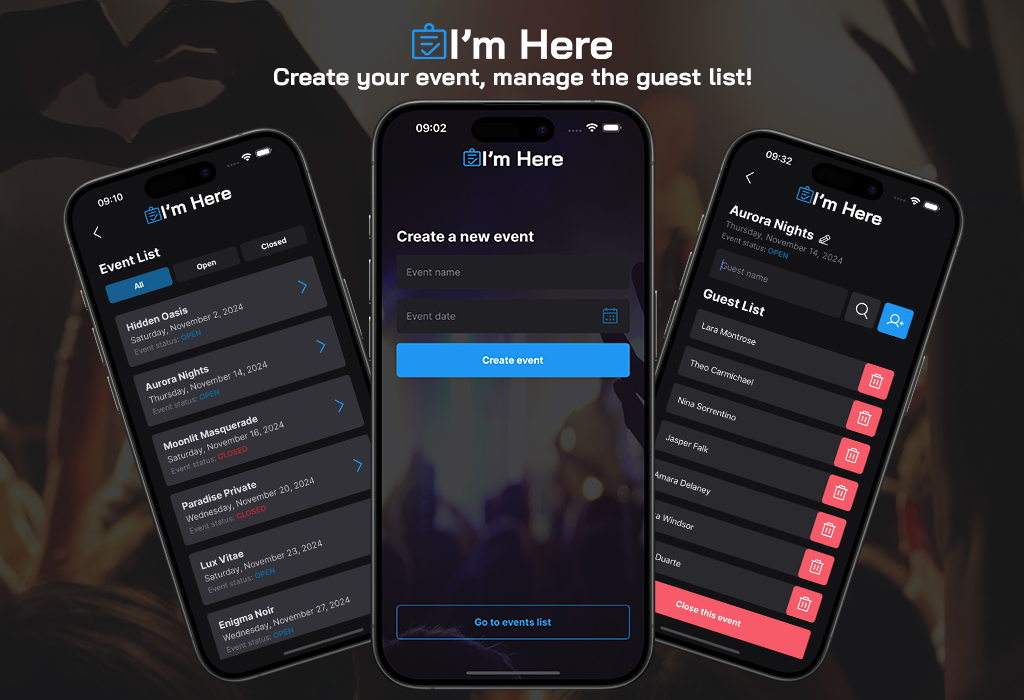 I'm Here
Create your event, manage the guest list!
09:10
I'm Here
Event List
All
Open
Closed
Hidden Oasis
Saturday, November 2, 2024
Event status: OPEN
Aurora Nights
Thursday, November 14, 2024
Event status: OPEN
Moonlit Masquerade
Saturday, November 16, 2024
Event status: CLOSED
Paradise Private
Wednesday, November 20, 2024
Event status: CLOSED
Lux Vitae
Saturday, November 23, 2024
Event status: OPEN
Enigma Noir
Wednesday, November 27, 2024
Event status: OPEN
09:02
I'm Here
Create a new event
Event name
Event date
Create event
Go to events list
09:32
I'm Here
Aurora Nights
Thursday, November 14, 2024
Event status: OPEN
Guest name
Guest List
Lara Montrose
Theo Carmichael
Nina Sorrentino
Jasper Falk
Amara Delaney
a Windsor
Duarte
Close this event